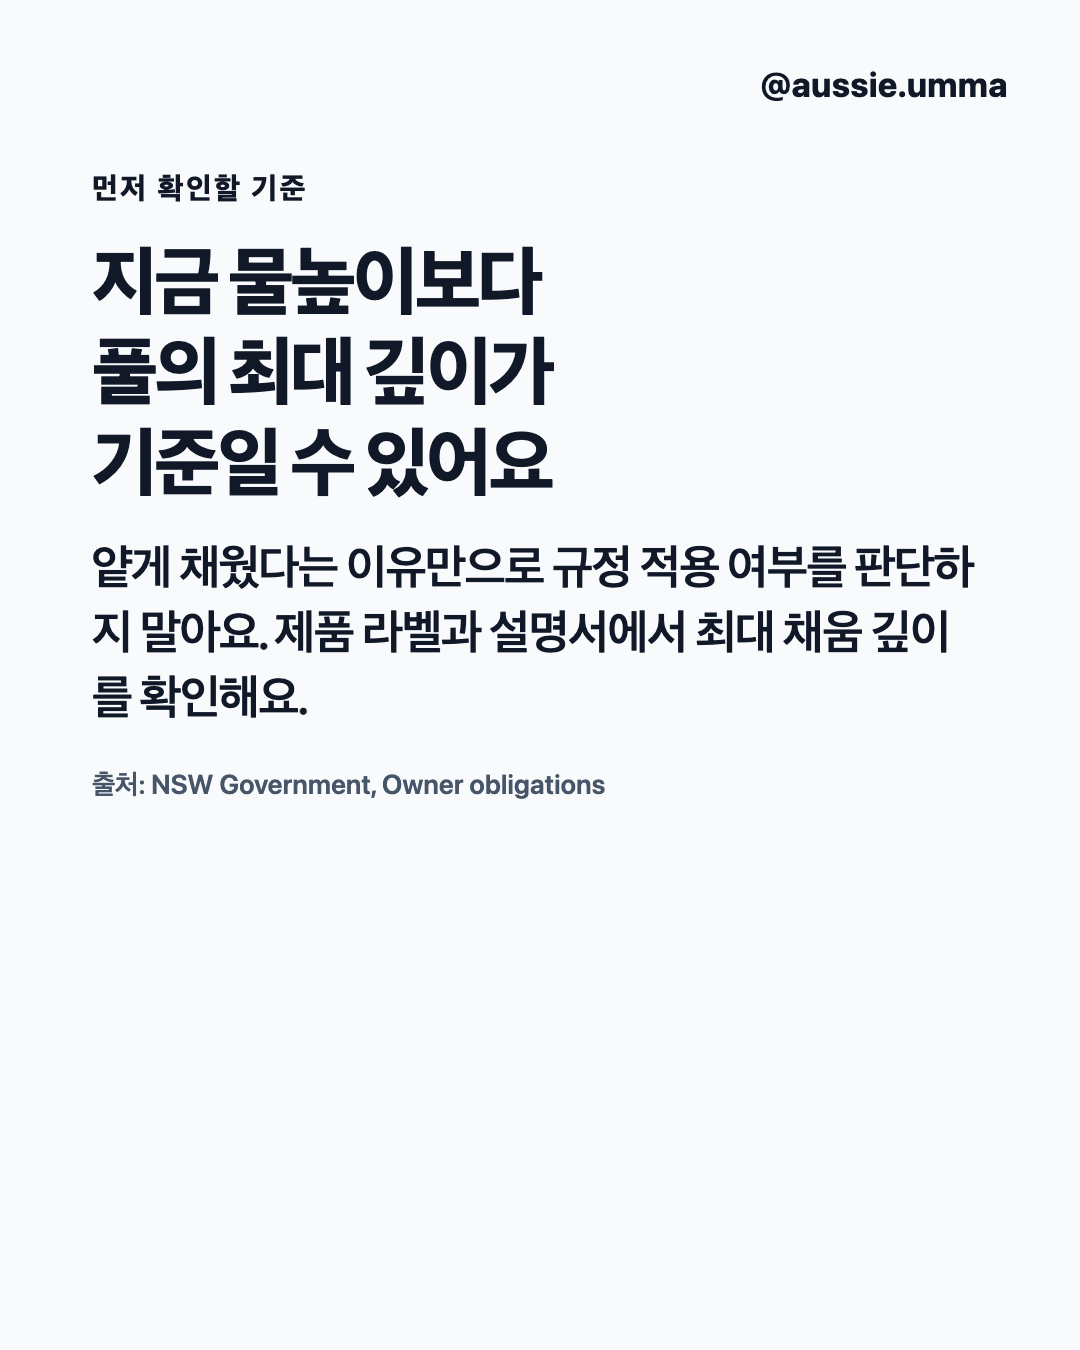 @aussie.umma
먼저 확인할 기준
지금 물높이보다
풀의 최대 깊이가
기준일 수 있어요
얕게 채웠다는 이유만으로 규정 적용 여부를 판단하
지 말아요. 제품 라벨과 설명서에서 최대 채움 깊이
를 확인해요.
출처: NSW Government, Owner obligations